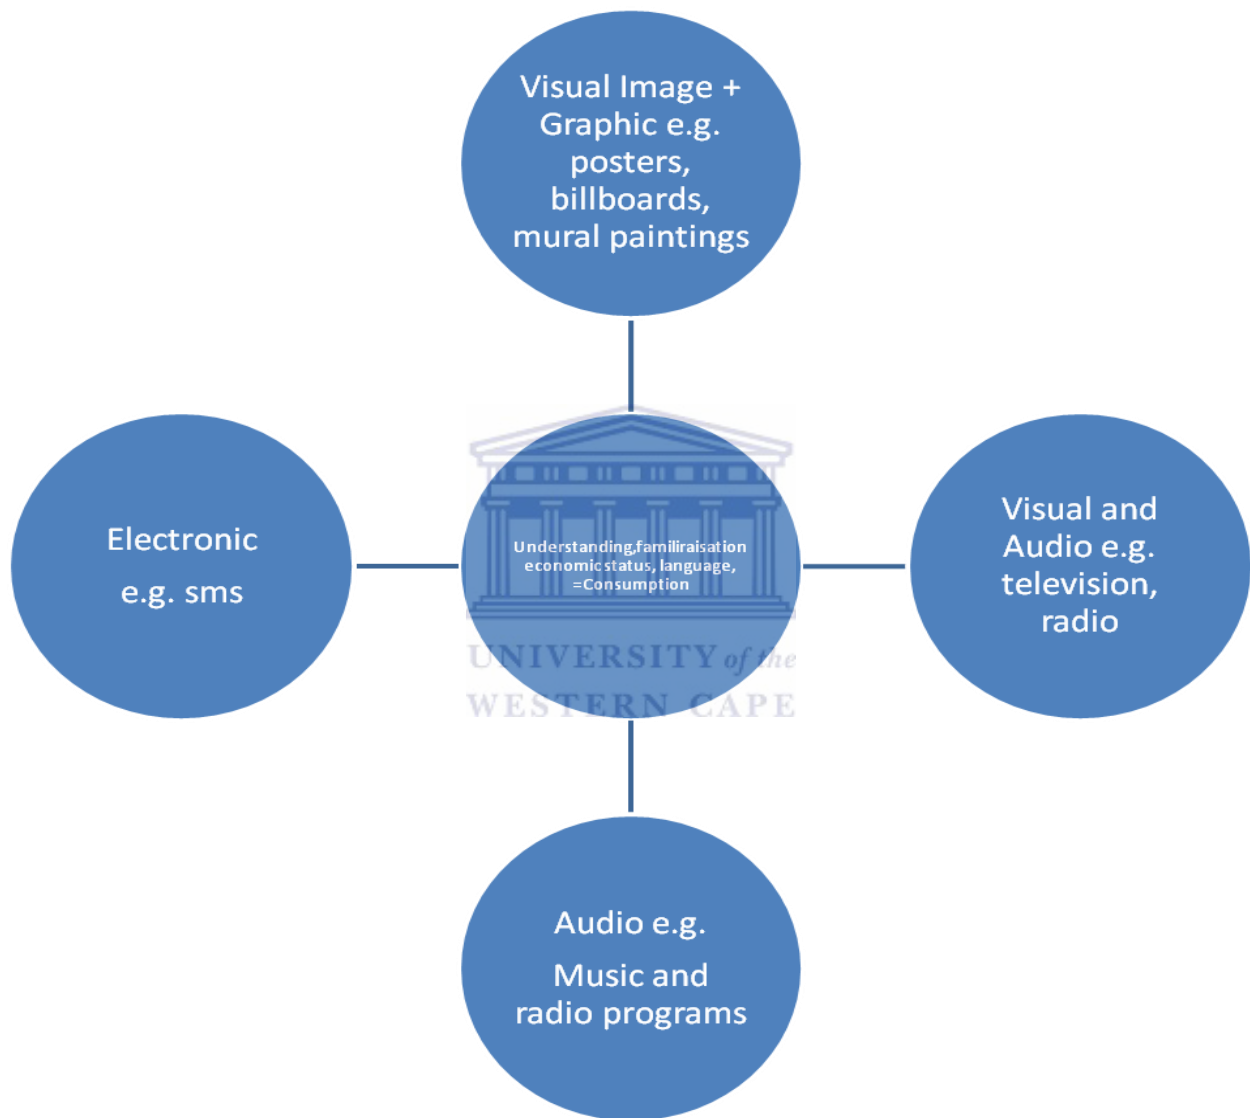 Visual Image +
Graphic e.g.
posters,
billboards,
mural paintings
Electronic
e.g. sms
Understanding,familiraisation
economic status, language,
=Consumption
Visual and
Audio e.g.
television,
radio
UNIVERSITY of the
WESTERN CAPE
Audio e.g.
Music and
radio programs